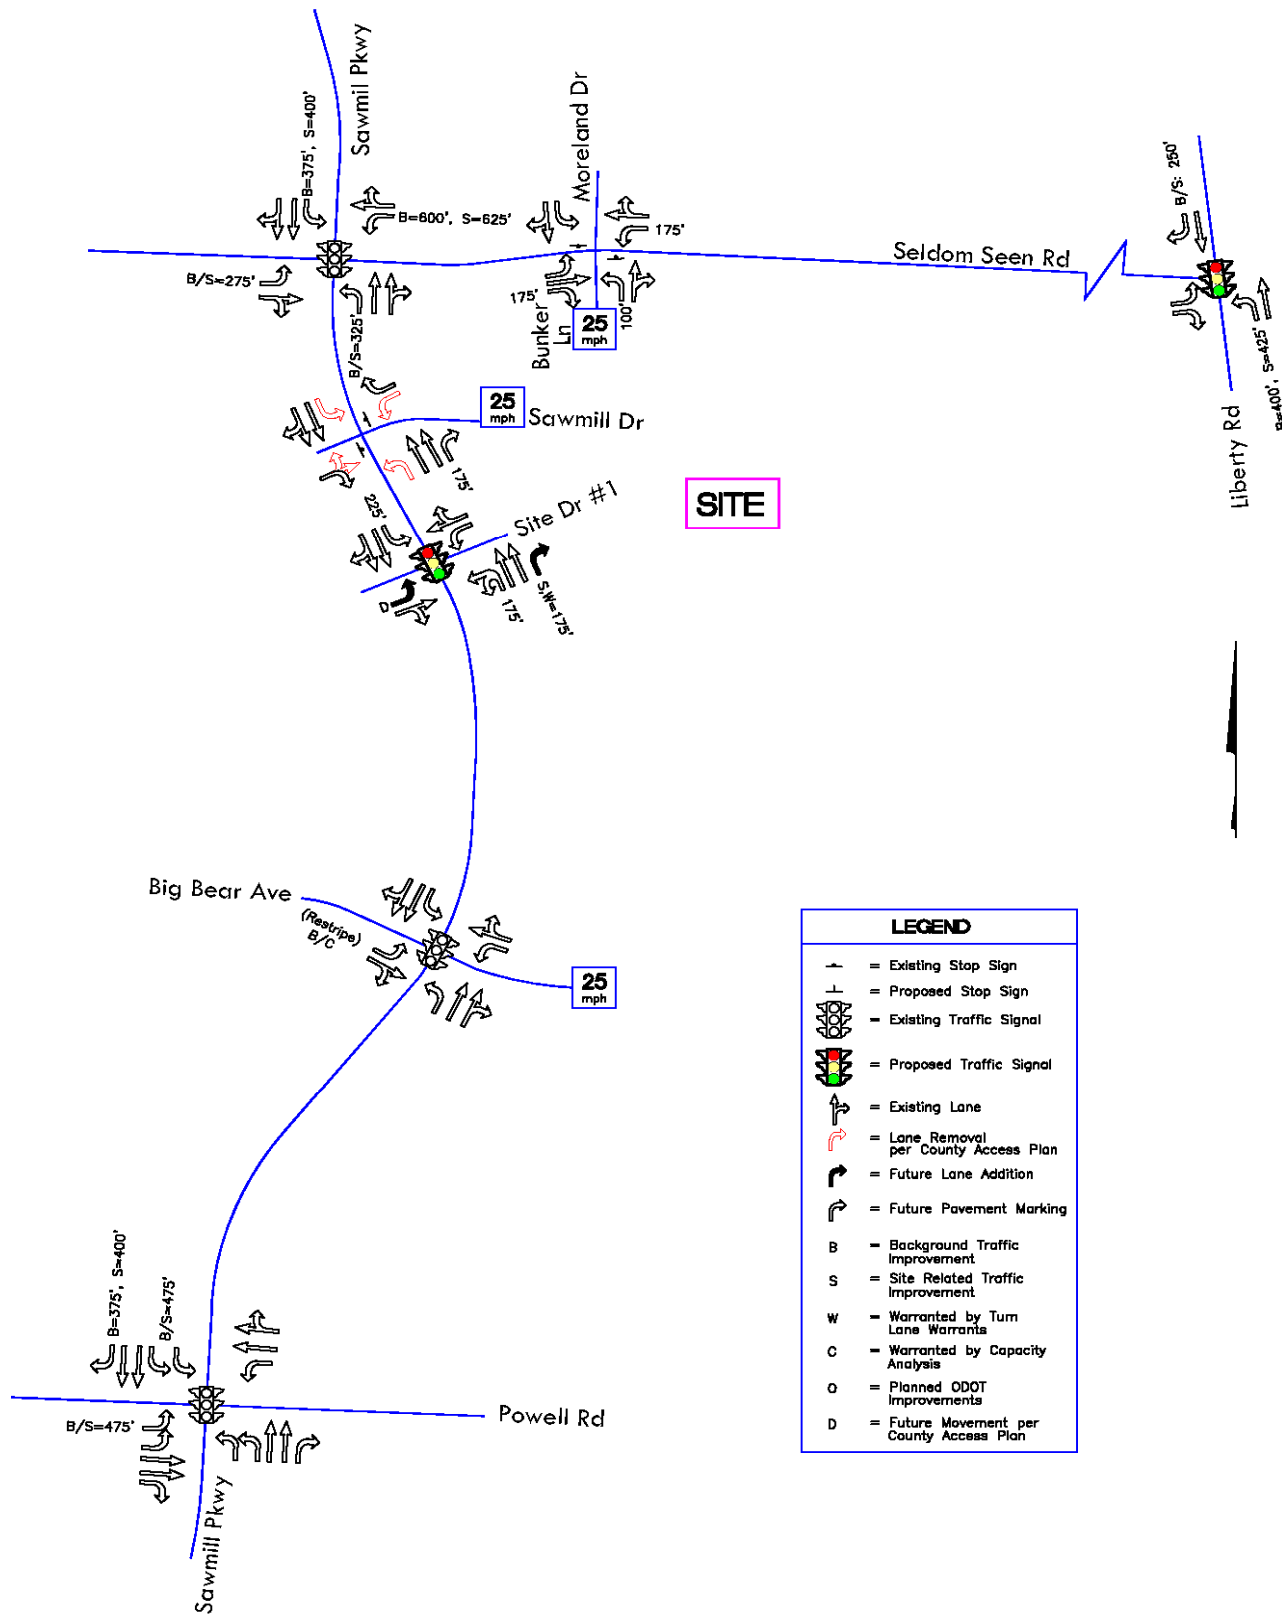 Sawmil Pkwy
B=375', S=400'
Moreland Dr
B/S: 250'
B=600', S=625'
175'
Seldom Seen Rd
B/S=275'
175'
100'
Bunker
Ln
25
mph
B/S=325'
B=400', S=425'
Liberty Rd
25
mph
Sawmill Dr
175'
SITE
225'
Site Dr #1
D
175'
S,W=175'
Big Bear Ave
(Restripe)
B/C
25
mph
LEGEND
= Existing Stop Sign
= Proposed Stop Sign
= Existing Traffic Signal
= Proposed Traffic Signal
= Existing Lane
= Lane Removal
per County Access Plan
= Future Lane Addition
= Future Pavement Marking
B = Background Traffic
Improvement
S = Site Related Traffic
Improvement
W = Warranted by Turn
Lane Warrants
C = Warranted by Capacity
Analysis
O = Planned ODOT
Improvements
D = Future Movement per
County Access Plan
B=375', S=400'
B/S=475'
B/S=475'
Powell Rd
Sawmill Pkwy